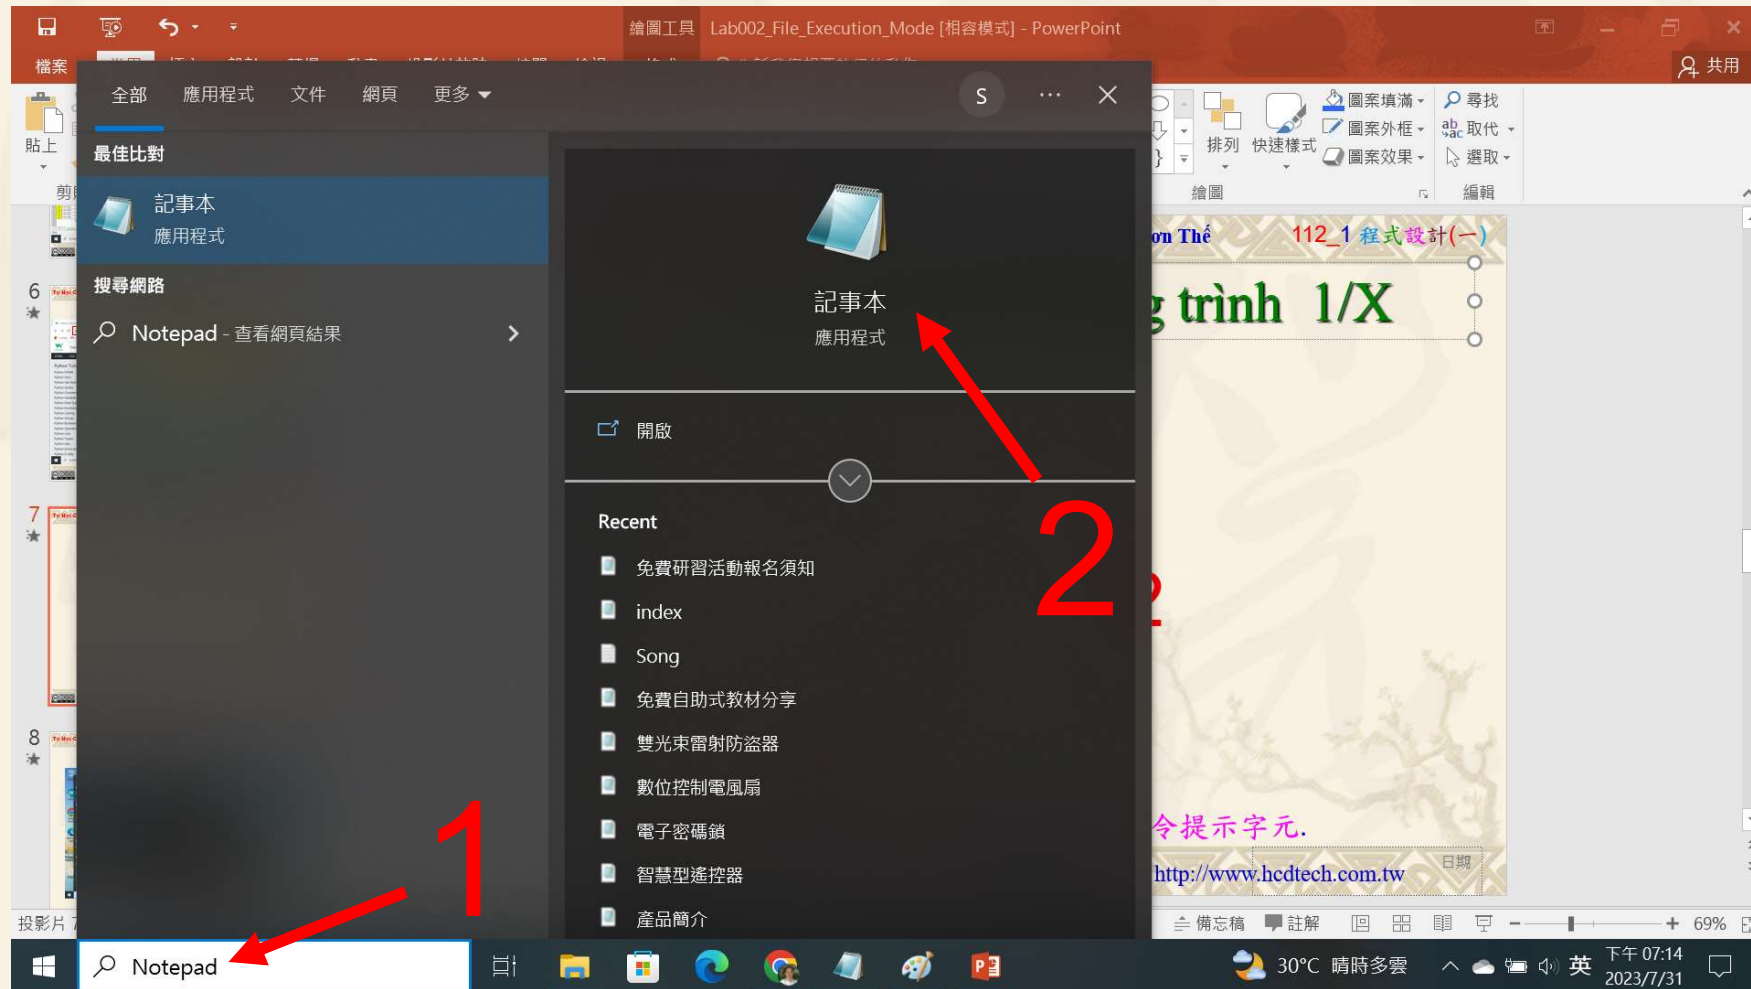 繪圖工具 Lab002_File_Execution_Mode [相容模式] - PowerPoint
檔案
共用
全部 應用程式 文件 網頁 更多
S
貼上
排列 快速樣式
圖案填滿
圖案外框
圖案效果
尋找
取代
選取
繪圖
編輯
最佳比對
記事本
應用程式
搜尋網路
Notepad - 查看網頁結果
記事本
應用程式
開啟
Recent
免費研習活動報名須知
index
Song
免費自助式教材分享
雙光束雷射防盜器
數位控制電風扇
電子密碼鎖
智慧型遙控器
產品簡介
1
2
6
7
8
ơn Thế 112_1 程式設計(一)
g trình 1/X
令提示字元.
http://www.hcdtech.com.tw
日期
投影片 7
備忘稿 註解
69%
Notepad
30°C 晴時多雲
英
下午 07:14
2023/7/31